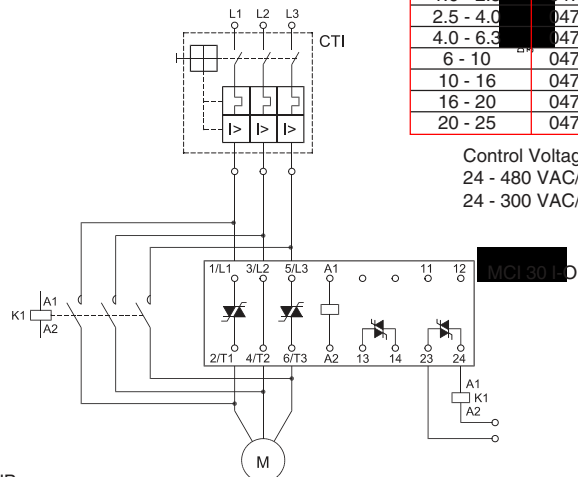 L1 L2 L3
CTI
I> I> I>
2.5 - 4.0 047
4.0 - 6.3 047
6 - 10 047
10 - 16 047
16 - 20 047
20 - 25 047
Control Voltag
24 - 480 VAC/
24 - 300 VAC/
1/L1 3/L2 5/L3 A1 11 12
MCI 30 I-O
K1 A1
A2
2/T1 4/T2 6/T3 A2 13 14 23 24
A1
K1
A2
M